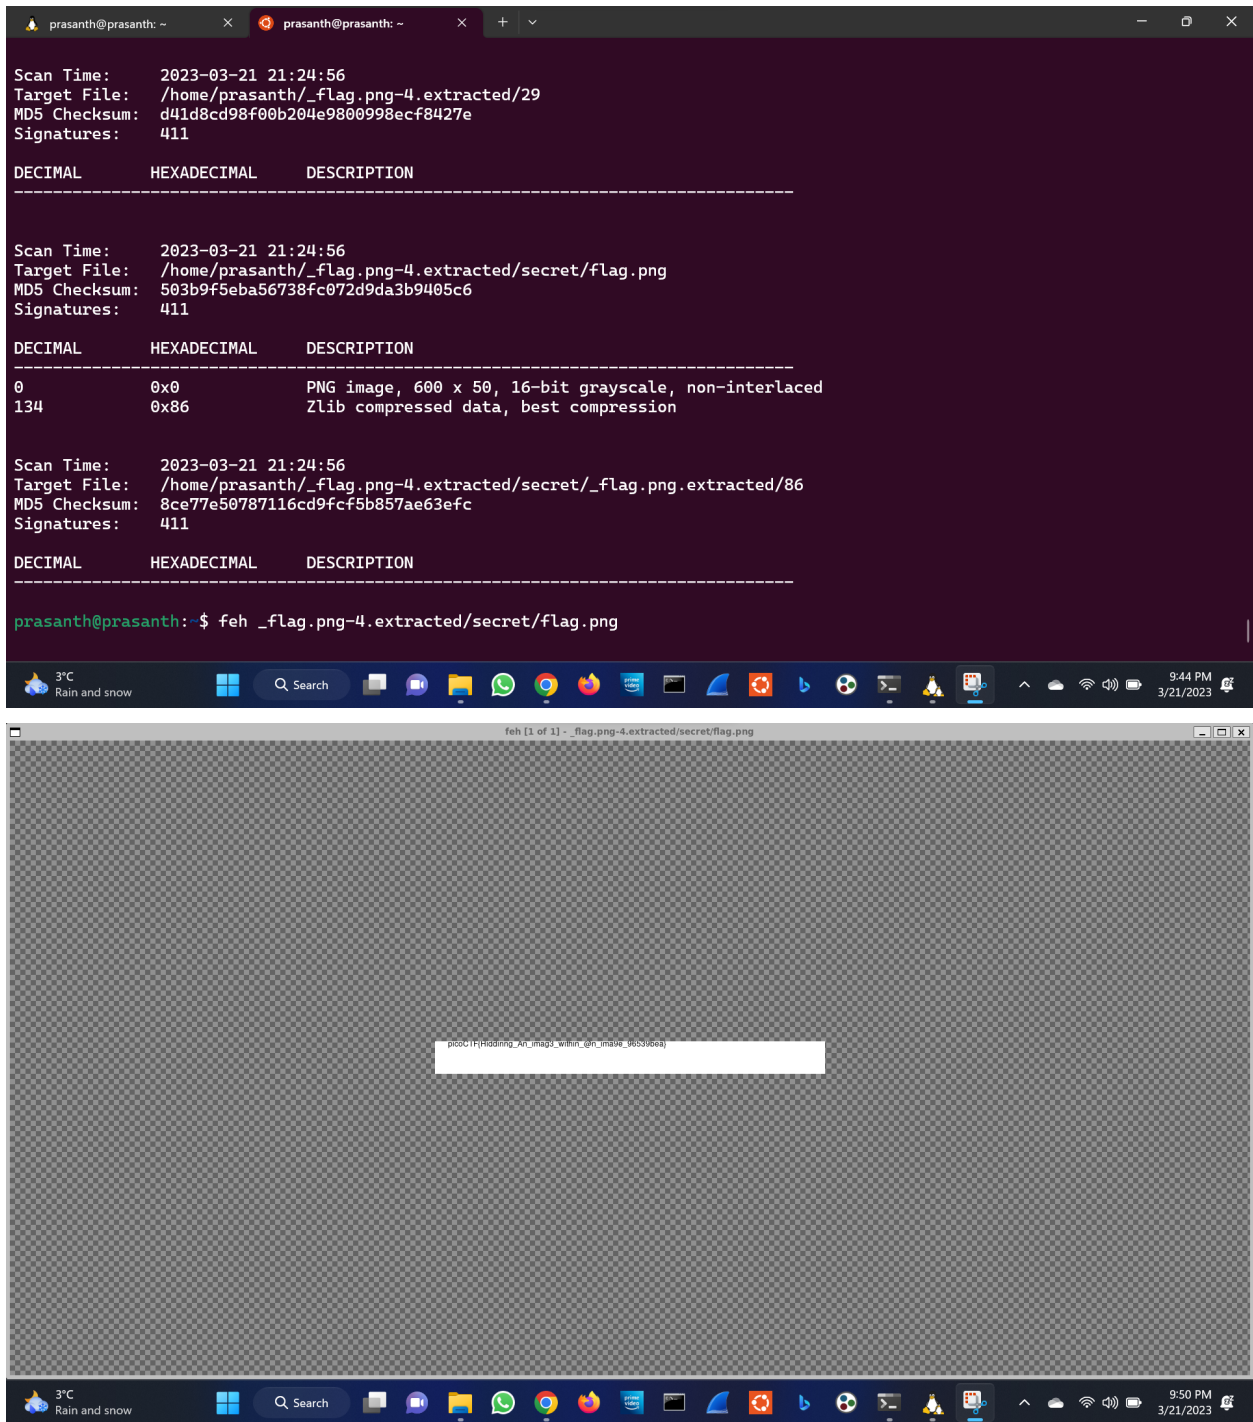 prasanth@prasanth: ~
prasanth@prasanth: ~
Scan Time: 2023-03-21 21:24:56
Target File: /home/prasanth/_flag.png-4.extracted/29
MD5 Checksum: d41d8cd98f00b204e9800998ecf8427e
Signatures: 411
DECIMAL HEXADECIMAL DESCRIPTION
--------------------------------------------------------------------------------
Scan Time: 2023-03-21 21:24:56
Target File: /home/prasanth/_flag.png-4.extracted/secret/flag.png
MD5 Checksum: 503b9f5eba56738fc072d9da3b9405c6
Signatures: 411
DECIMAL HEXADECIMAL DESCRIPTION
--------------------------------------------------------------------------------
0 0x0 PNG image, 600 x 50, 16-bit grayscale, non-interlaced
134 0x86 Zlib compressed data, best compression
Scan Time: 2023-03-21 21:24:56
Target File: /home/prasanth/_flag.png-4.extracted/secret/_flag.png.extracted/86
MD5 Checksum: 8ce77e50787116cd9fcf5b857ae63efc
Signatures: 411
DECIMAL HEXADECIMAL DESCRIPTION
--------------------------------------------------------------------------------
prasanth@prasanth:~$ feh _flag.png-4.extracted/secret/flag.png
3°C
Rain and snow
Search
prime video
9:44 PM
3/21/2023
feh [1 of 1] - _flag.png-4.extracted/secret/flag.png
picoCTF{Hiddinng_An_imag3_within_@n_ima9e_96539bea}
3°C
Rain and snow
Search
prime video
9:50 PM
3/21/2023